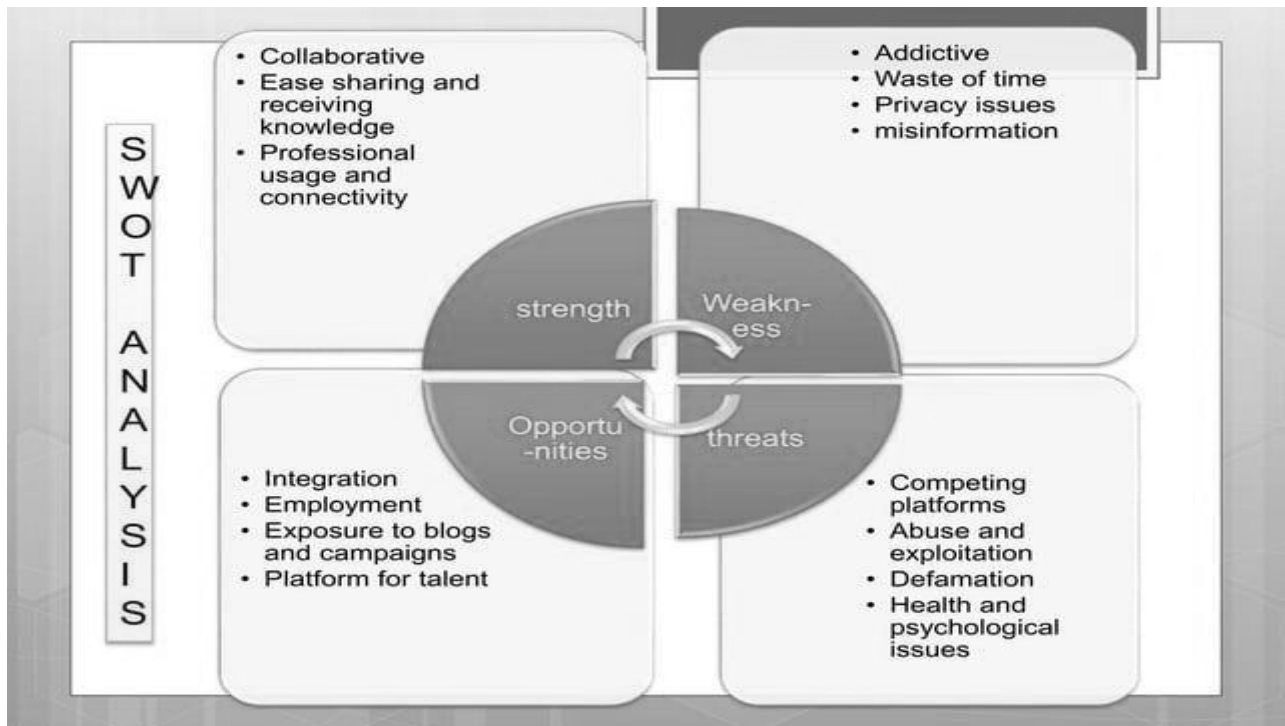 SWOT ANALYSIS
• Collaborative
• Ease sharing and
receiving
knowledge
• Professional
usage and
connectivity
• Addictive
• Waste of time
• Privacy issues
• misinformation
strength
Weakn-
ess
Opportu
-nities
threats
• Integration
• Employment
• Exposure to blogs
and campaigns
• Platform for talent
• Competing
platforms
• Abuse and
exploitation
• Defamation
• Health and
psychological
issues